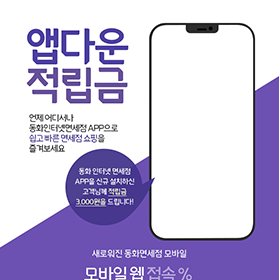 앱다운
적립금
언제 어디서나
동화인터넷면세점 APP으로
쉽고 빠른 면세점 쇼핑을
즐겨보세요
동화 인터넷 면세점
APP을 신규 설치하신
고객님께 적립금
3,000원을 드립니다!
새로워진 동화면세점 모바일
모바일 웹 접속 %